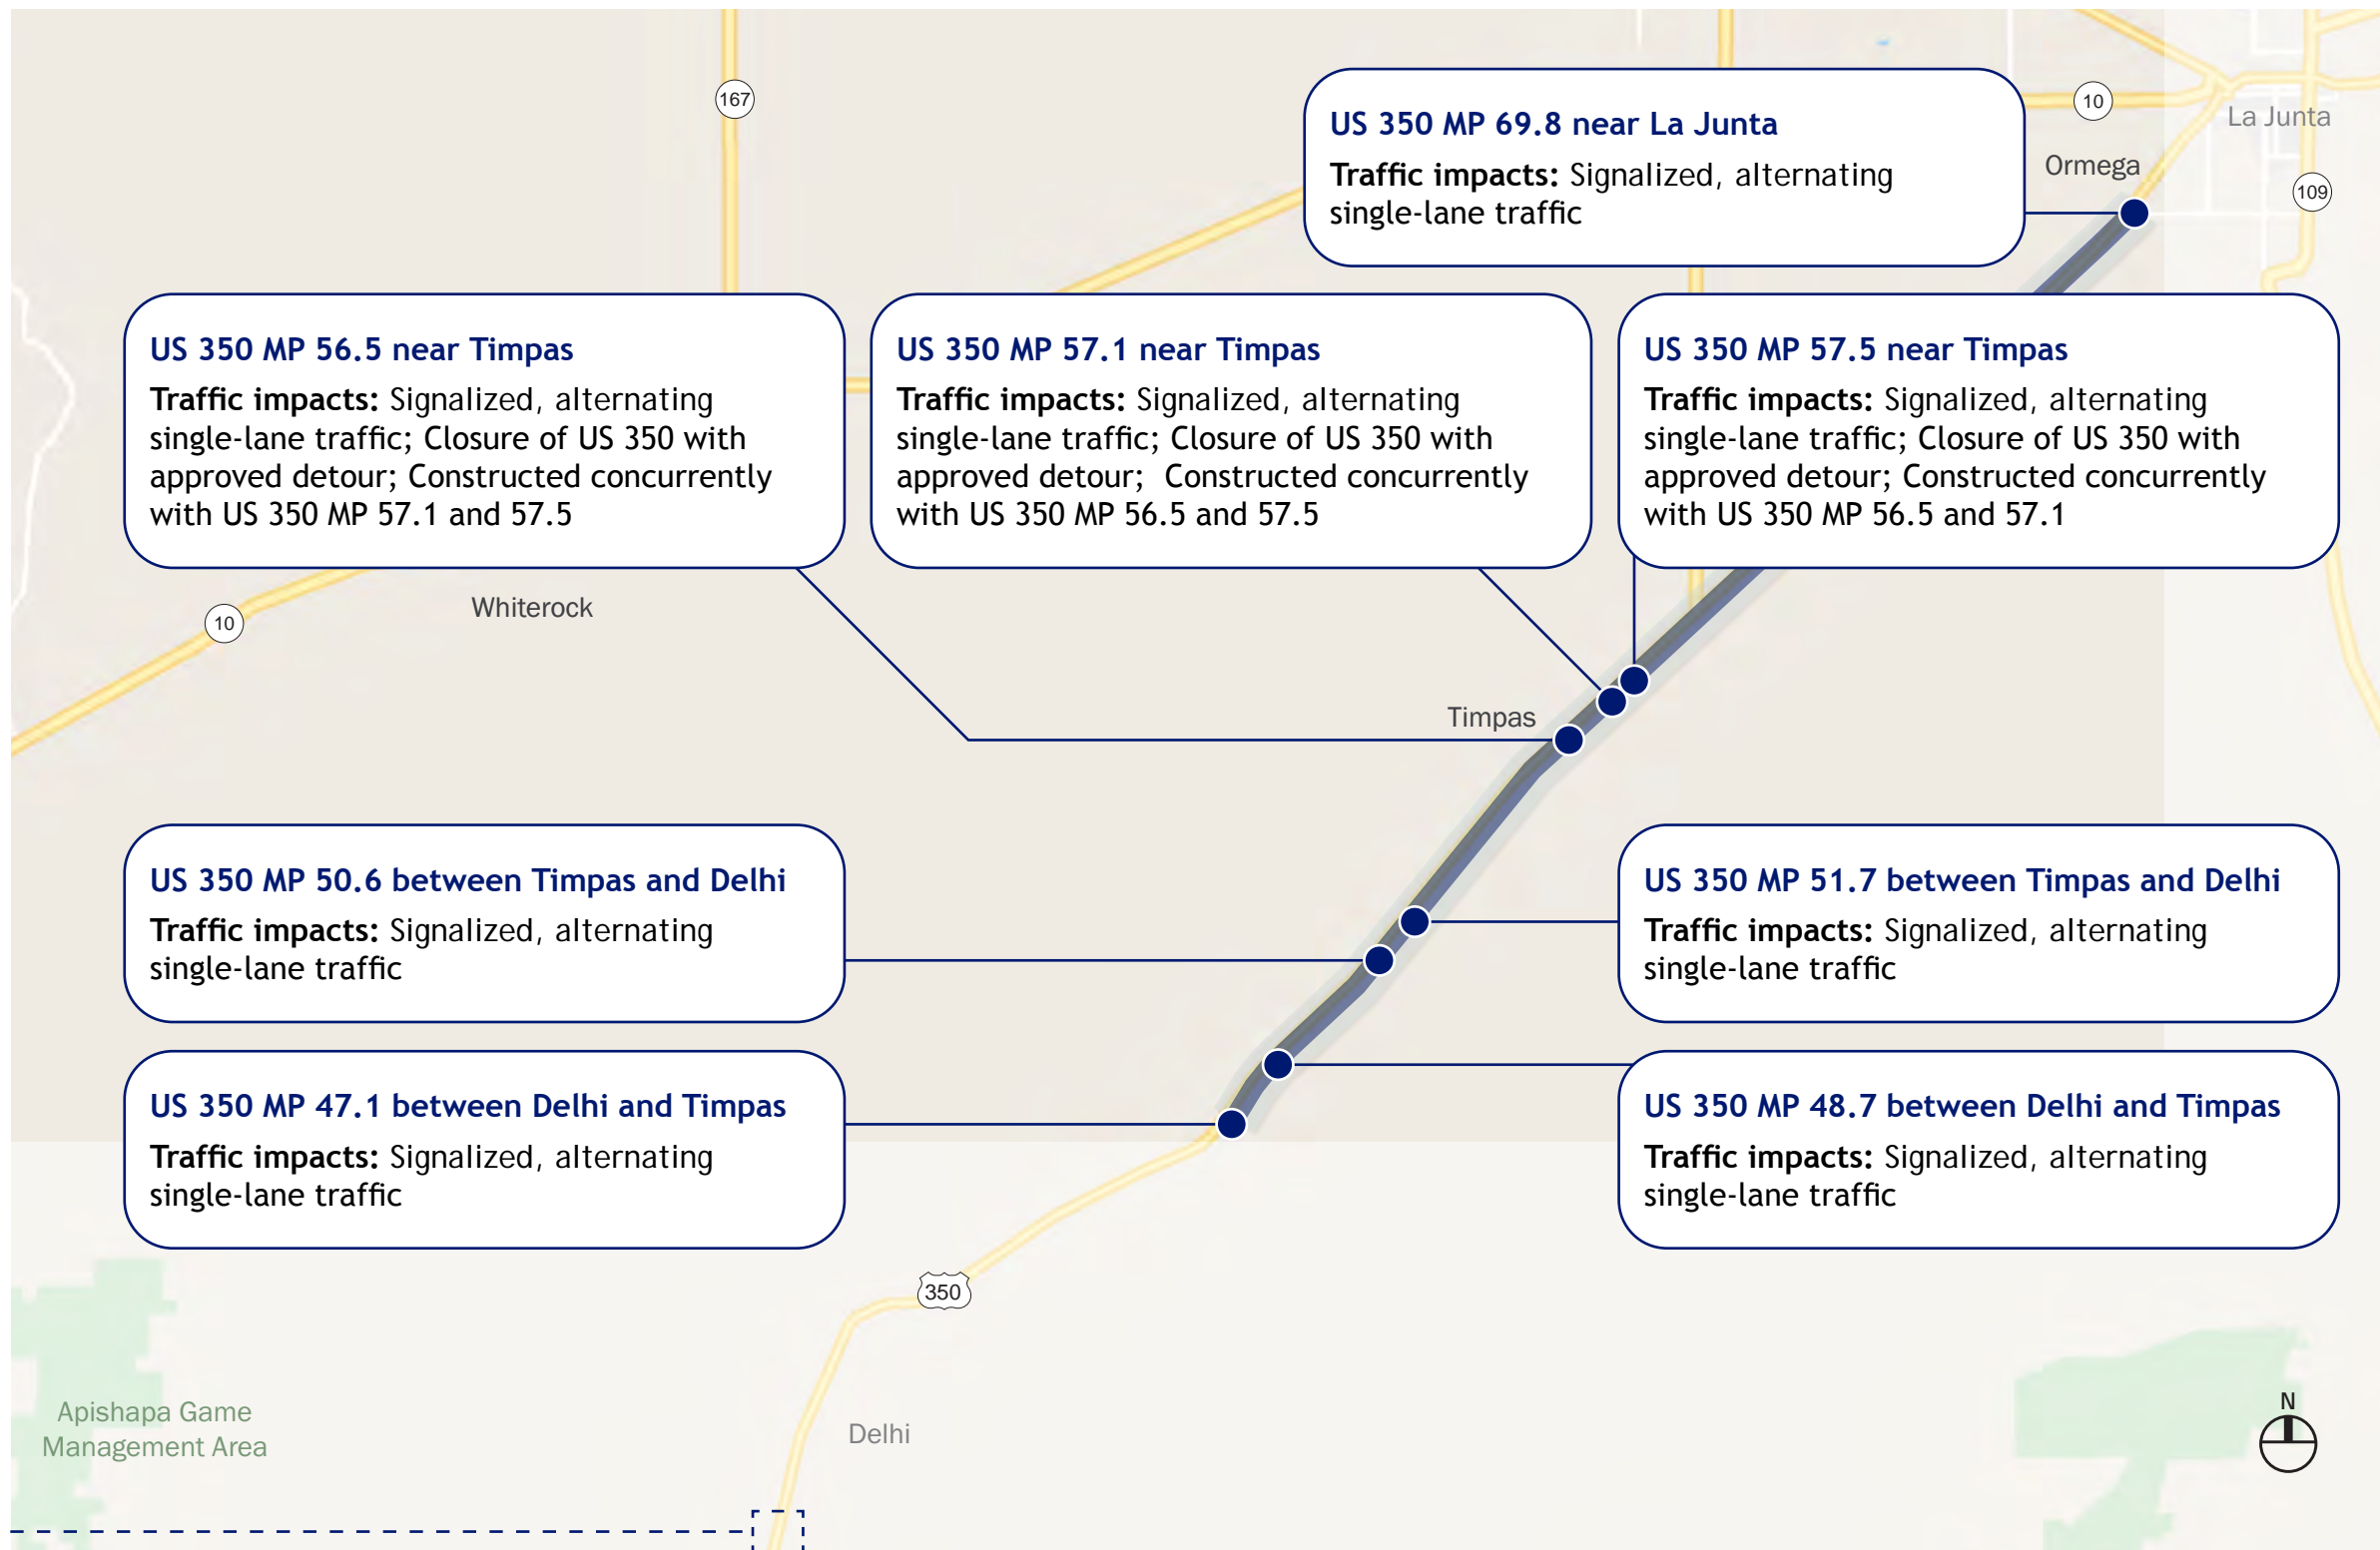 167
10
La Junta
Ormega
109
US 350 MP 69.8 near La Junta
Traffic impacts: Signalized, alternating
single-lane traffic
US 350 MP 56.5 near Timpas
Traffic impacts: Signalized, alternating
single-lane traffic; Closure of US 350 with
approved detour; Constructed concurrently
with US 350 MP 57.1 and 57.5
US 350 MP 57.1 near Timpas
Traffic impacts: Signalized, alternating
single-lane traffic; Closure of US 350 with
approved detour;  Constructed concurrently
with US 350 MP 56.5 and 57.5
US 350 MP 57.5 near Timpas
Traffic impacts: Signalized, alternating
single-lane traffic; Closure of US 350 with
approved detour; Constructed concurrently
with US 350 MP 56.5 and 57.1
10
Whiterock
Timpas
US 350 MP 50.6 between Timpas and Delhi
Traffic impacts: Signalized, alternating
single-lane traffic
US 350 MP 51.7 between Timpas and Delhi
Traffic impacts: Signalized, alternating
single-lane traffic
US 350 MP 47.1 between Delhi and Timpas
Traffic impacts: Signalized, alternating
single-lane traffic
US 350 MP 48.7 between Delhi and Timpas
Traffic impacts: Signalized, alternating
single-lane traffic
350
Apishapa Game
Management Area
Delhi
N